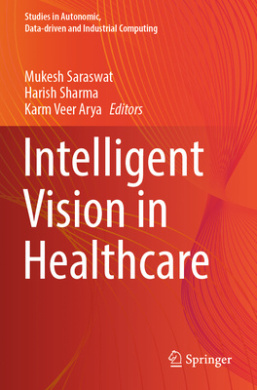 Studies in Autonomic,
Data-driven and Industrial Computing
Mukesh Saraswat
Harish Sharma
Karm Veer Arya Editors
Intelligent
Vision in
Healthcare
Springer